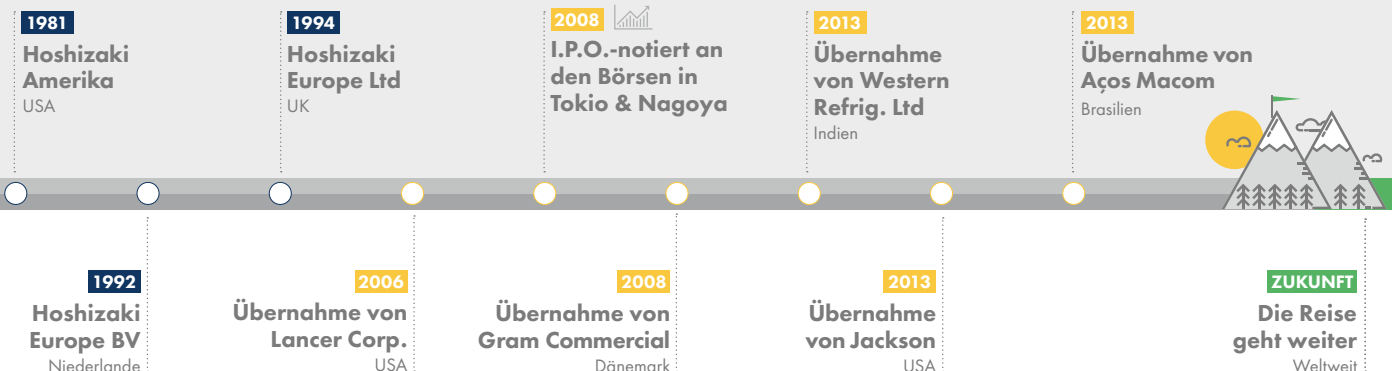 1981
Hoshizaki
Amerika
USA
1994
Hoshizaki
Europe Ltd
UK
2008
I.P.O.-notiert an
den Börsen in
Tokio & Nagoya
2013
Übernahme
von Western
Refrig. Ltd
Indien
2013
Übernahme von
Aços Macom
Brasilien
1992
Hoshizaki
Europe BV
Niederlande
2006
Übernahme von
Lancer Corp.
USA
2008
Übernahme von
Gram Commercial
Dänemark
2013
Übernahme
von Jackson
USA
ZUKUNFT
Die Reise
geht weiter
Weltweit